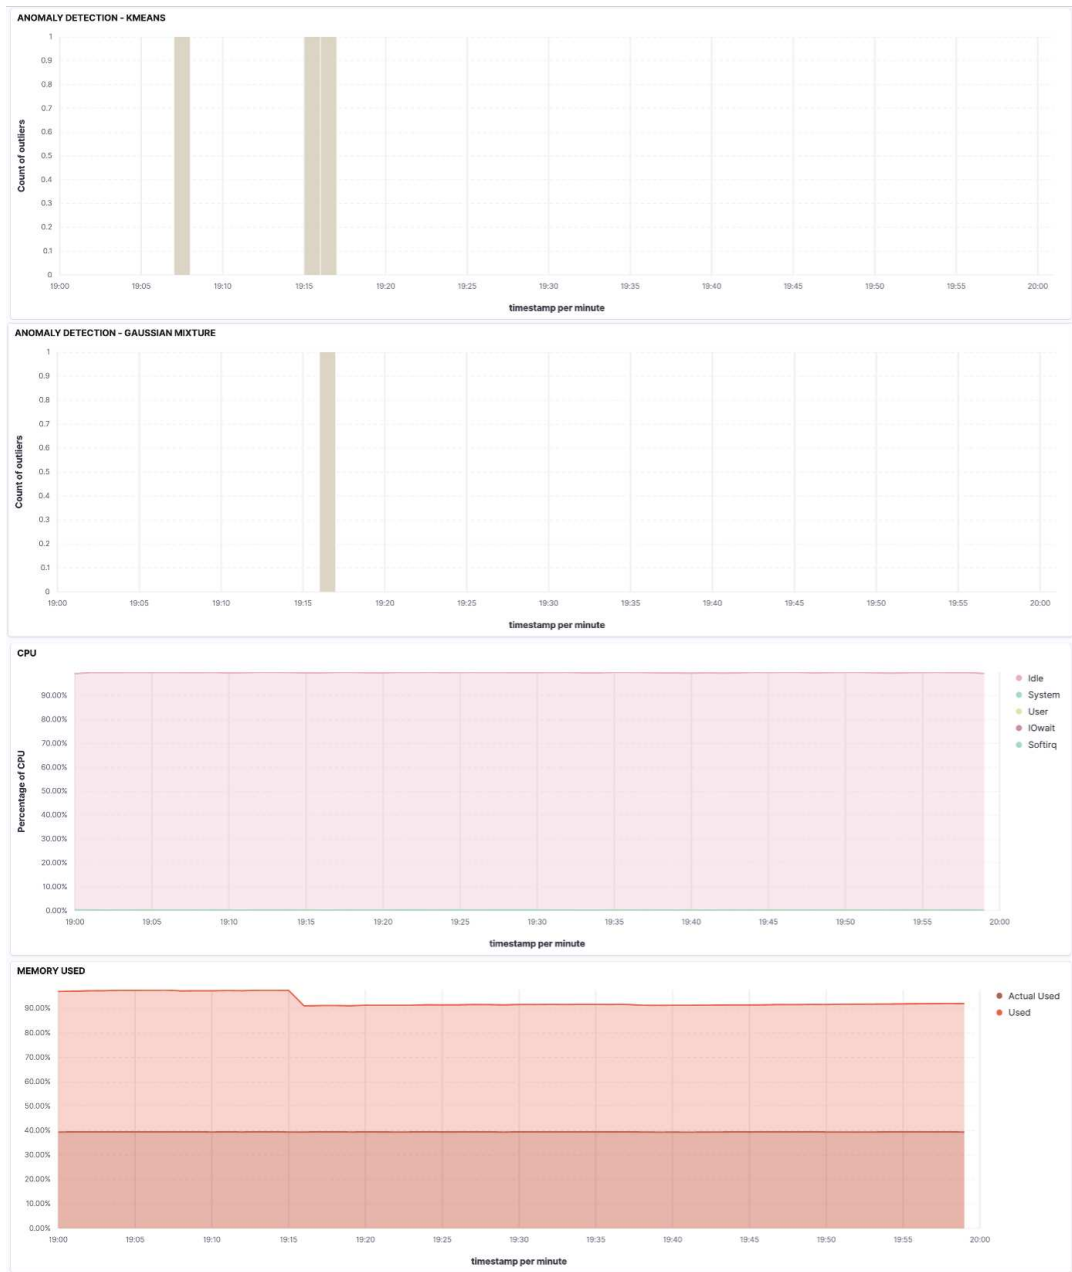 ANOMALY DETECTION - KMEANS
1
0.9
0.8
0.7
0.6
0.5
0.4
0.3
0.2
0.1
0
Count of outliers
19:00 19:05 19:10 19:15 19:20 19:25 19:30 19:35 19:40 19:45 19:50 19:55 20:00
timestamp per minute
ANOMALY DETECTION - GAUSSIAN MIXTURE
1
0.9
0.8
0.7
0.6
0.5
0.4
0.3
0.2
0.1
0
Count of outliers
19:00 19:05 19:10 19:15 19:20 19:25 19:30 19:35 19:40 19:45 19:50 19:55 20:00
timestamp per minute
CPU
90.00%
80.00%
70.00%
60.00%
50.00%
40.00%
30.00%
20.00%
10.00%
0.00%
Percentage of CPU
19:00 19:05 19:10 19:15 19:20 19:25 19:30 19:35 19:40 19:45 19:50 19:55 20:00
timestamp per minute
Idle
System
User
IOwait
Softirq
MEMORY USED
90.00%
80.00%
70.00%
60.00%
50.00%
40.00%
30.00%
20.00%
10.00%
0.00%
19:00 19:05 19:10 19:15 19:20 19:25 19:30 19:35 19:40 19:45 19:50 19:55 20:00
timestamp per minute
Actual Used
Used